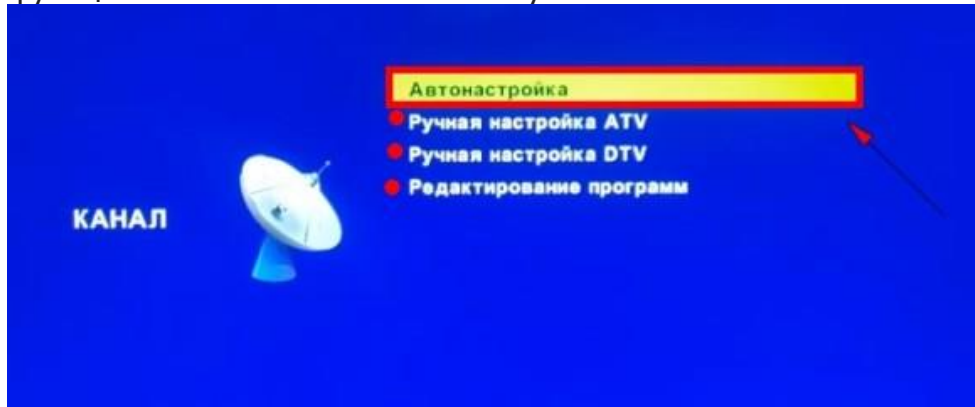 Автонастройка
Ручная настройка ATV
Ручная настройка DTV
Редактирование программ
КАНАЛ